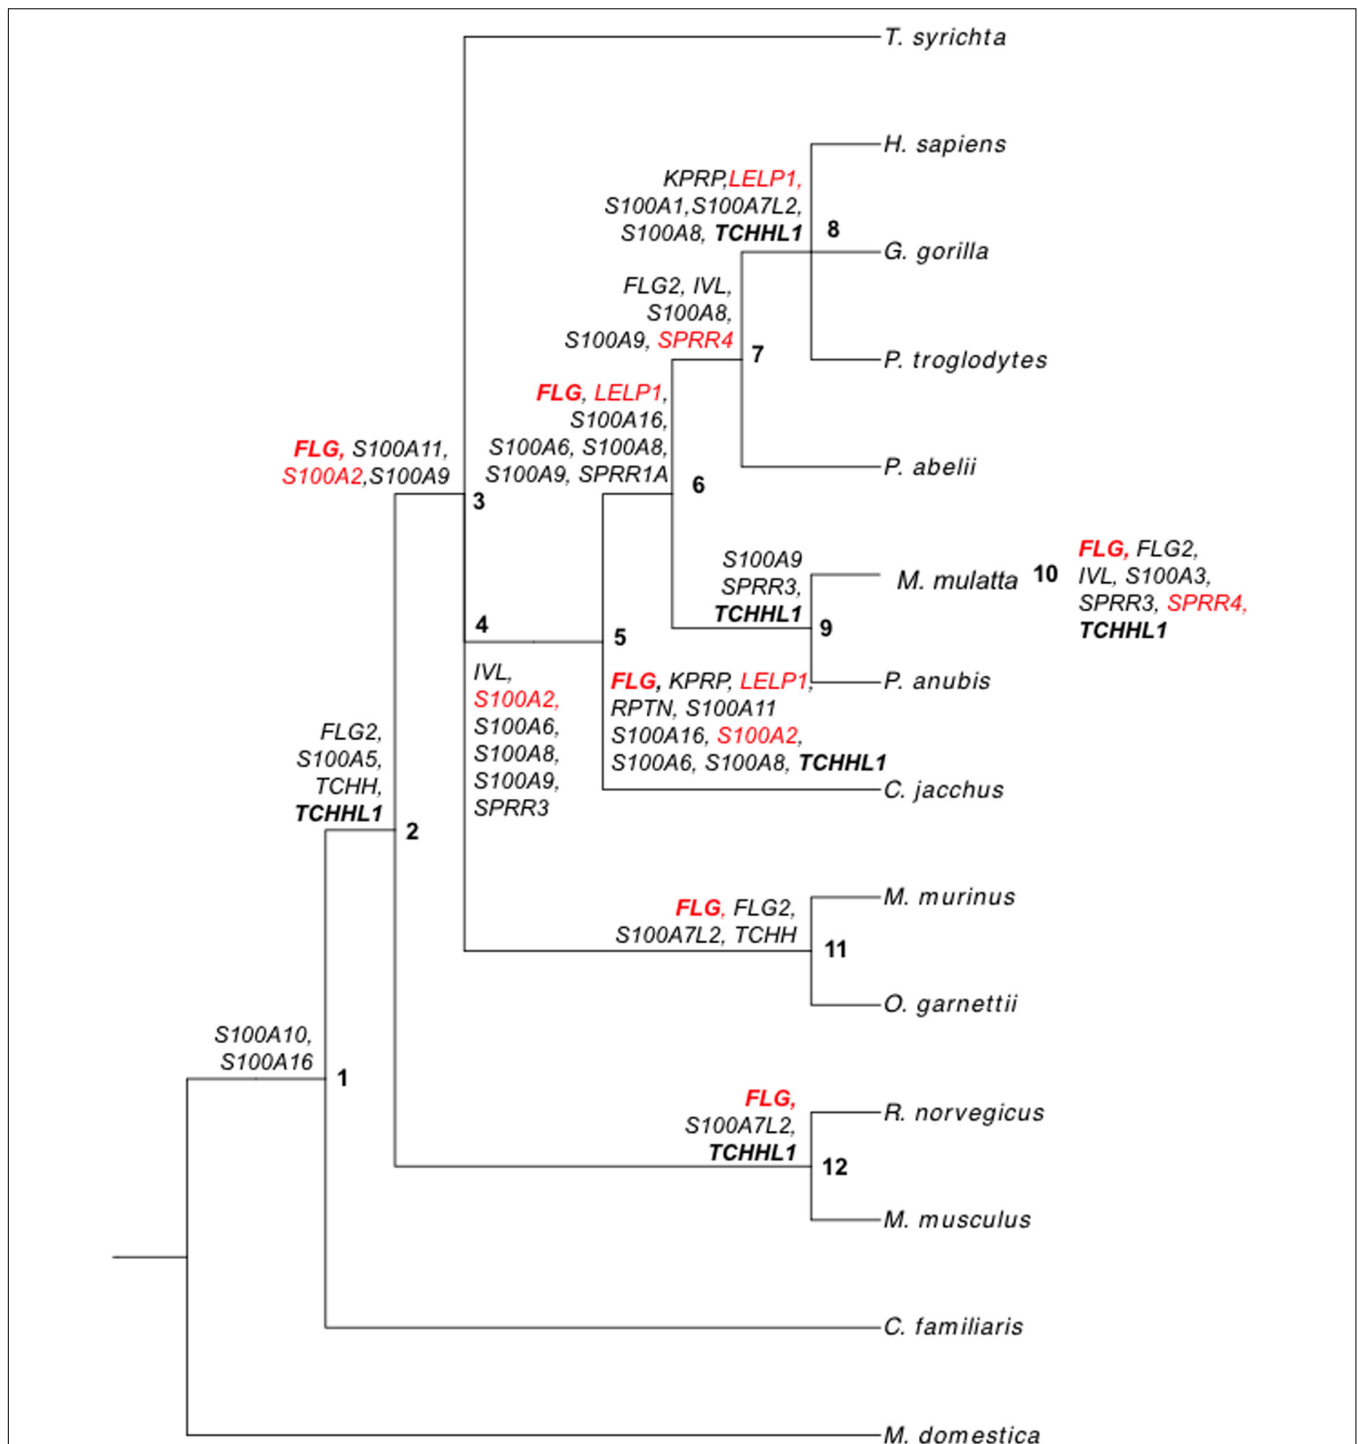 T. syrichta
H. sapiens
KPRP,LELP1,
S100A1,S100A7L2,
S100A8, TCHHL1
8
G. gorilla
FLG2, IVL,
S100A8,
S100A9, SPRR4
7
P. troglodytes
FLG, LELP1,
S100A16,
S100A6, S100A8,
S100A9, SPRR1A
6
P. abelii
FLG, S100A11,
S100A2,S100A9
3
S100A9
SPRR3,
TCHHL1
9
M. mulatta
10
FLG, FLG2,
IVL, S100A3,
SPRR3, SPRR4,
TCHHL1
4
5
IVL,
S100A2,
S100A6,
S100A8,
S100A9,
SPRR3
FLG, KPRP, LELP1,
RPTN, S100A11
S100A16, S100A2,
S100A6, S100A8, TCHHL1
P. anubis
C. jacchus
FLG2,
S100A5,
TCHH,
TCHHL1
2
M. murinus
FLG, FLG2,
S100A7L2, TCHH
11
O. garnettii
S100A10,
S100A16
1
FLG,
S100A7L2,
TCHHL1
12
R. norvegicus
M. musculus
C. familiaris
M. domestica